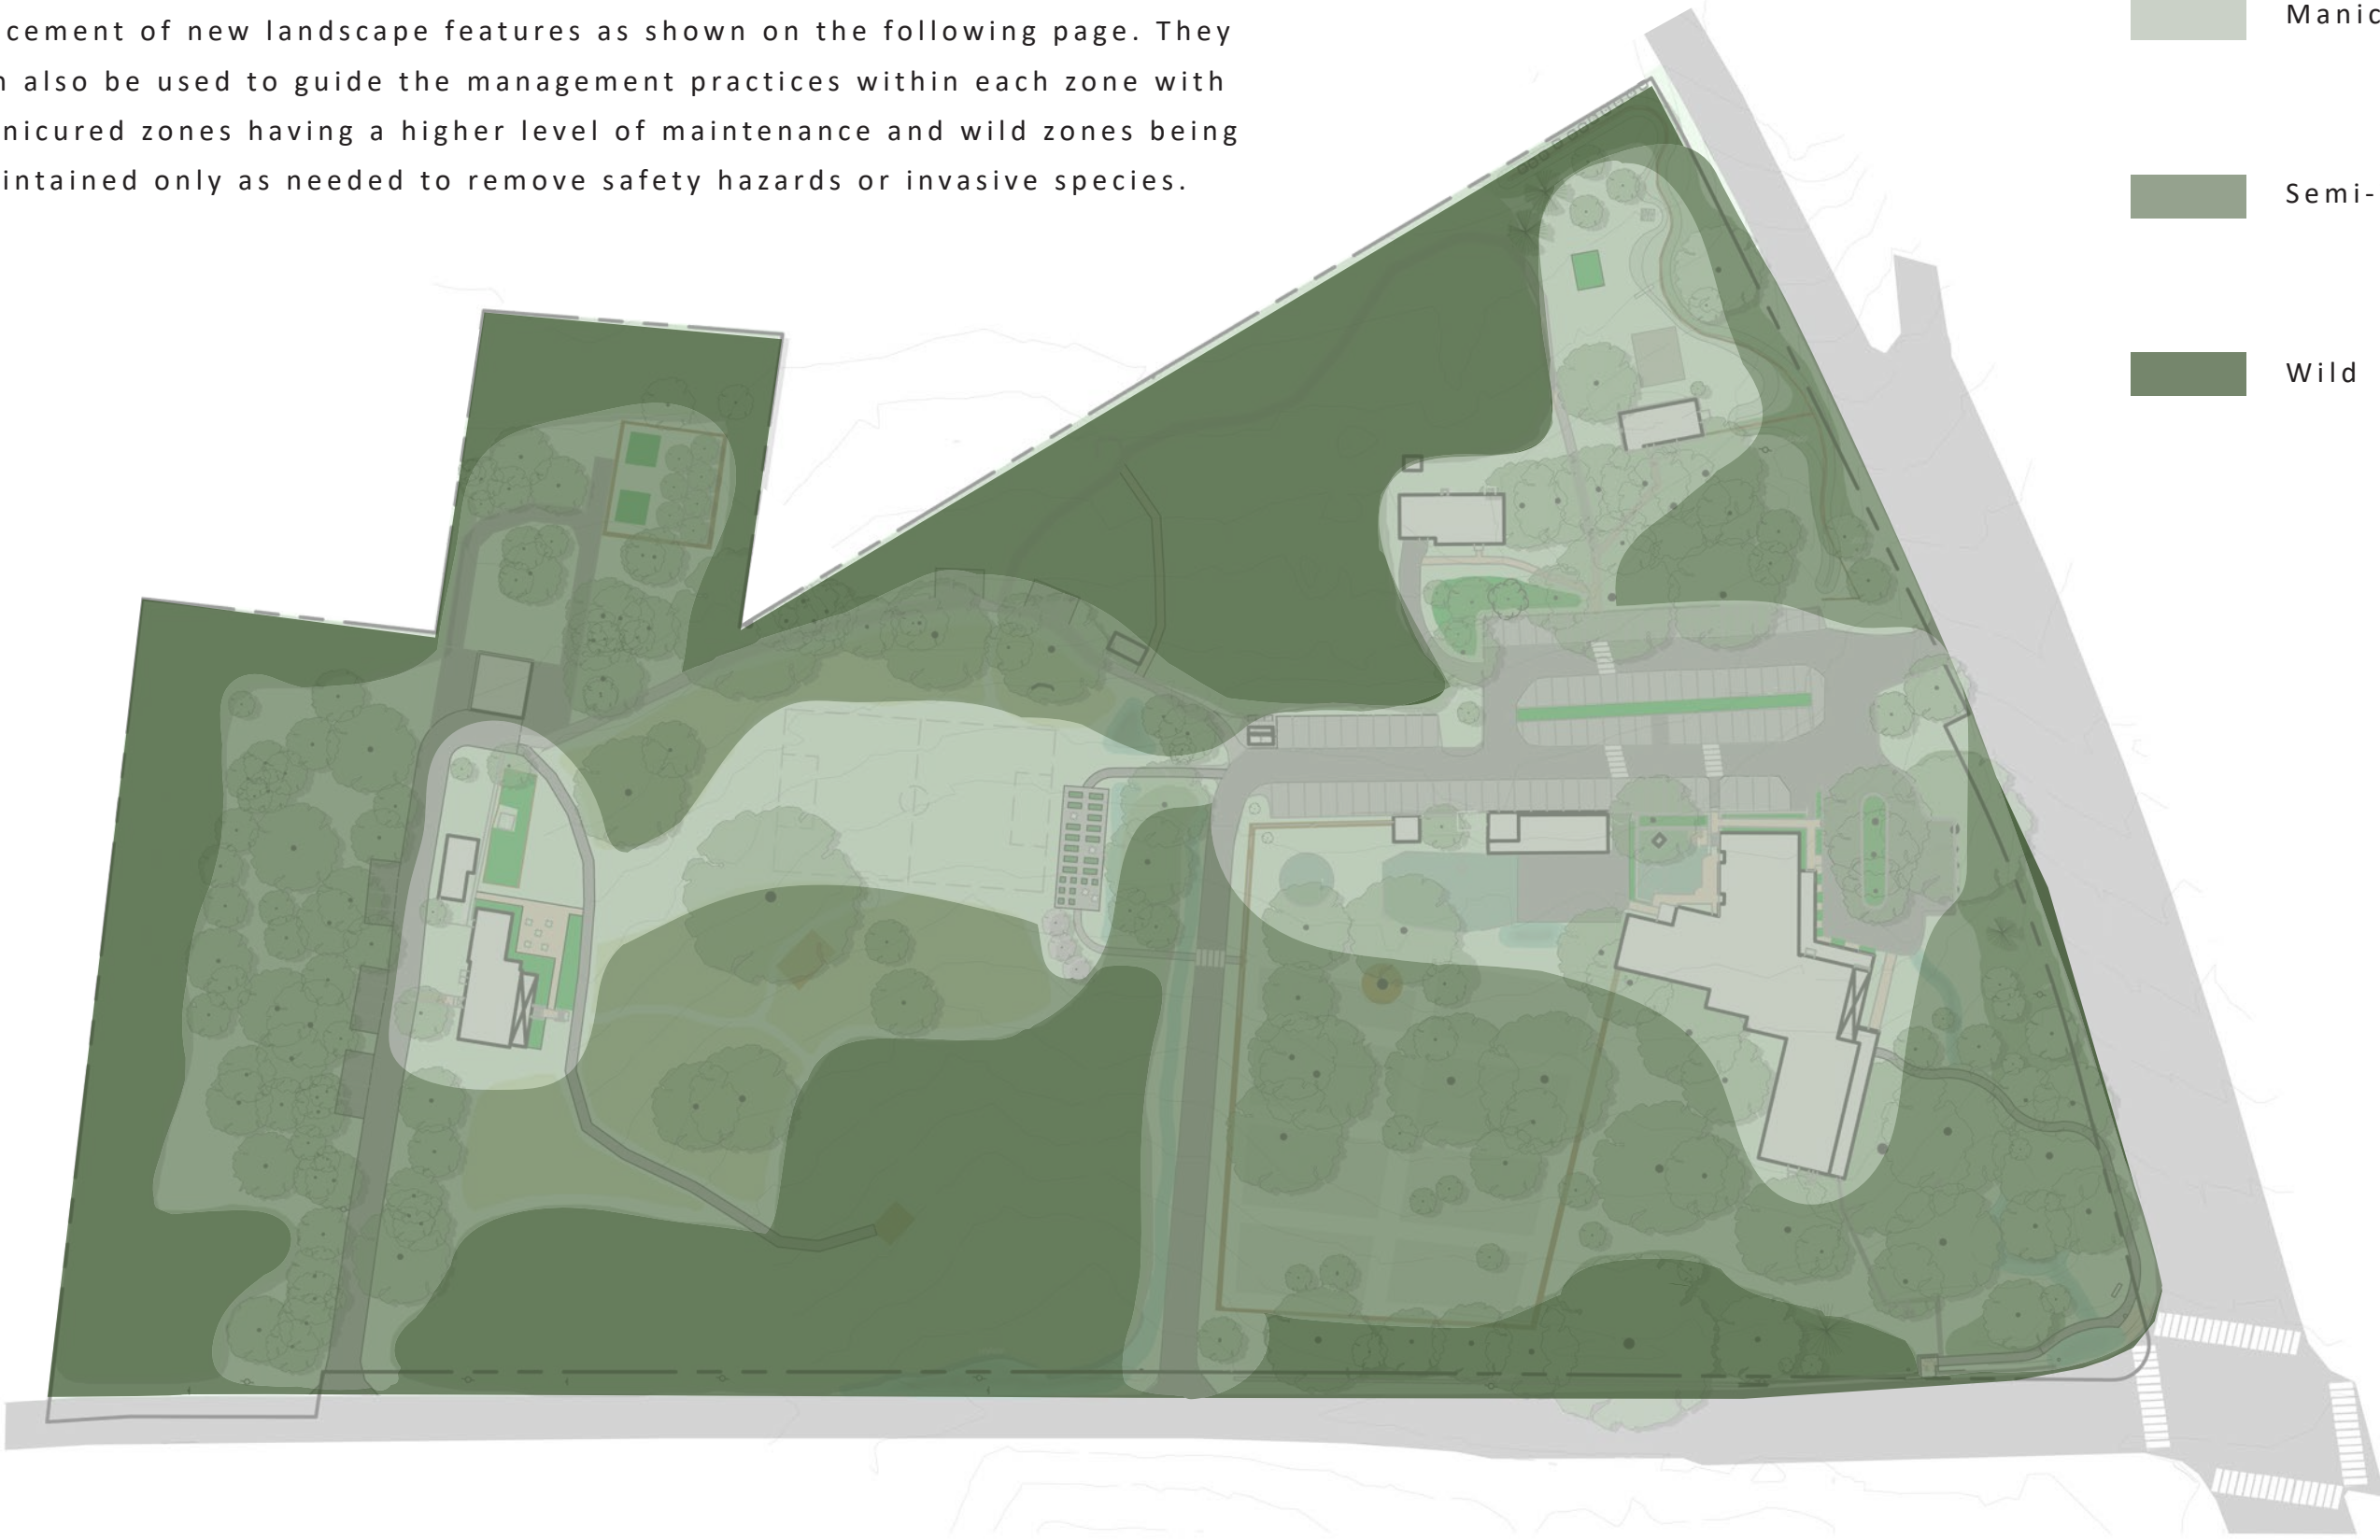 cement of new landscape features as shown on the following page. They
also be used to guide the management practices within each zone with
nicured zones having a higher level of maintenance and wild zones being
intained only as needed to remove safety hazards or invasive species.
Manic
Semi-
Wild